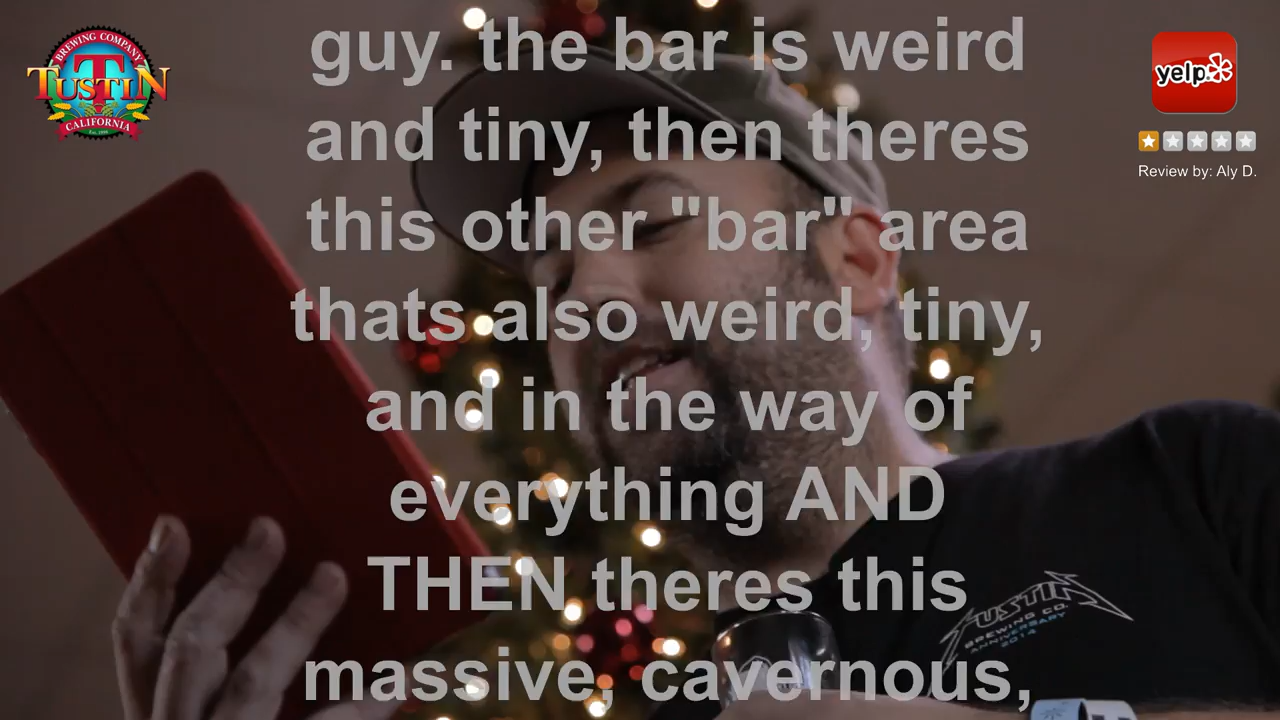 BREWING COMPANY
TUSTIN
CALIFORNIA
Est. 1996
yelp
Review by: Aly D.
guy. the bar is weird
and tiny, then theres
this other "bar" area
thats also weird, tiny,
and in the way of
everything AND
THEN theres this
massive, cavernous,
TUSTIN
BREWING CO.
ANNIVERSARY
2014